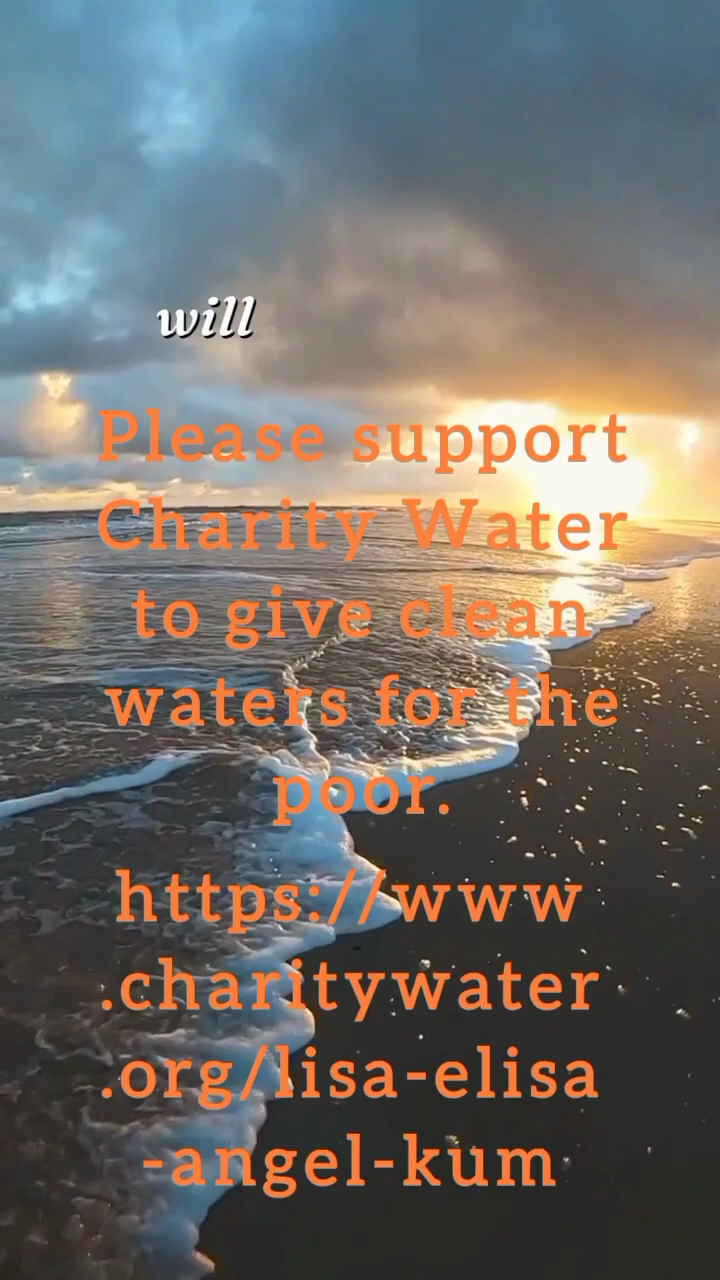 will
Please support
Charity Water
to give clean
waters for the
poor.
https://www
.charitywater
.org/lisa-elisa
-angel-kum